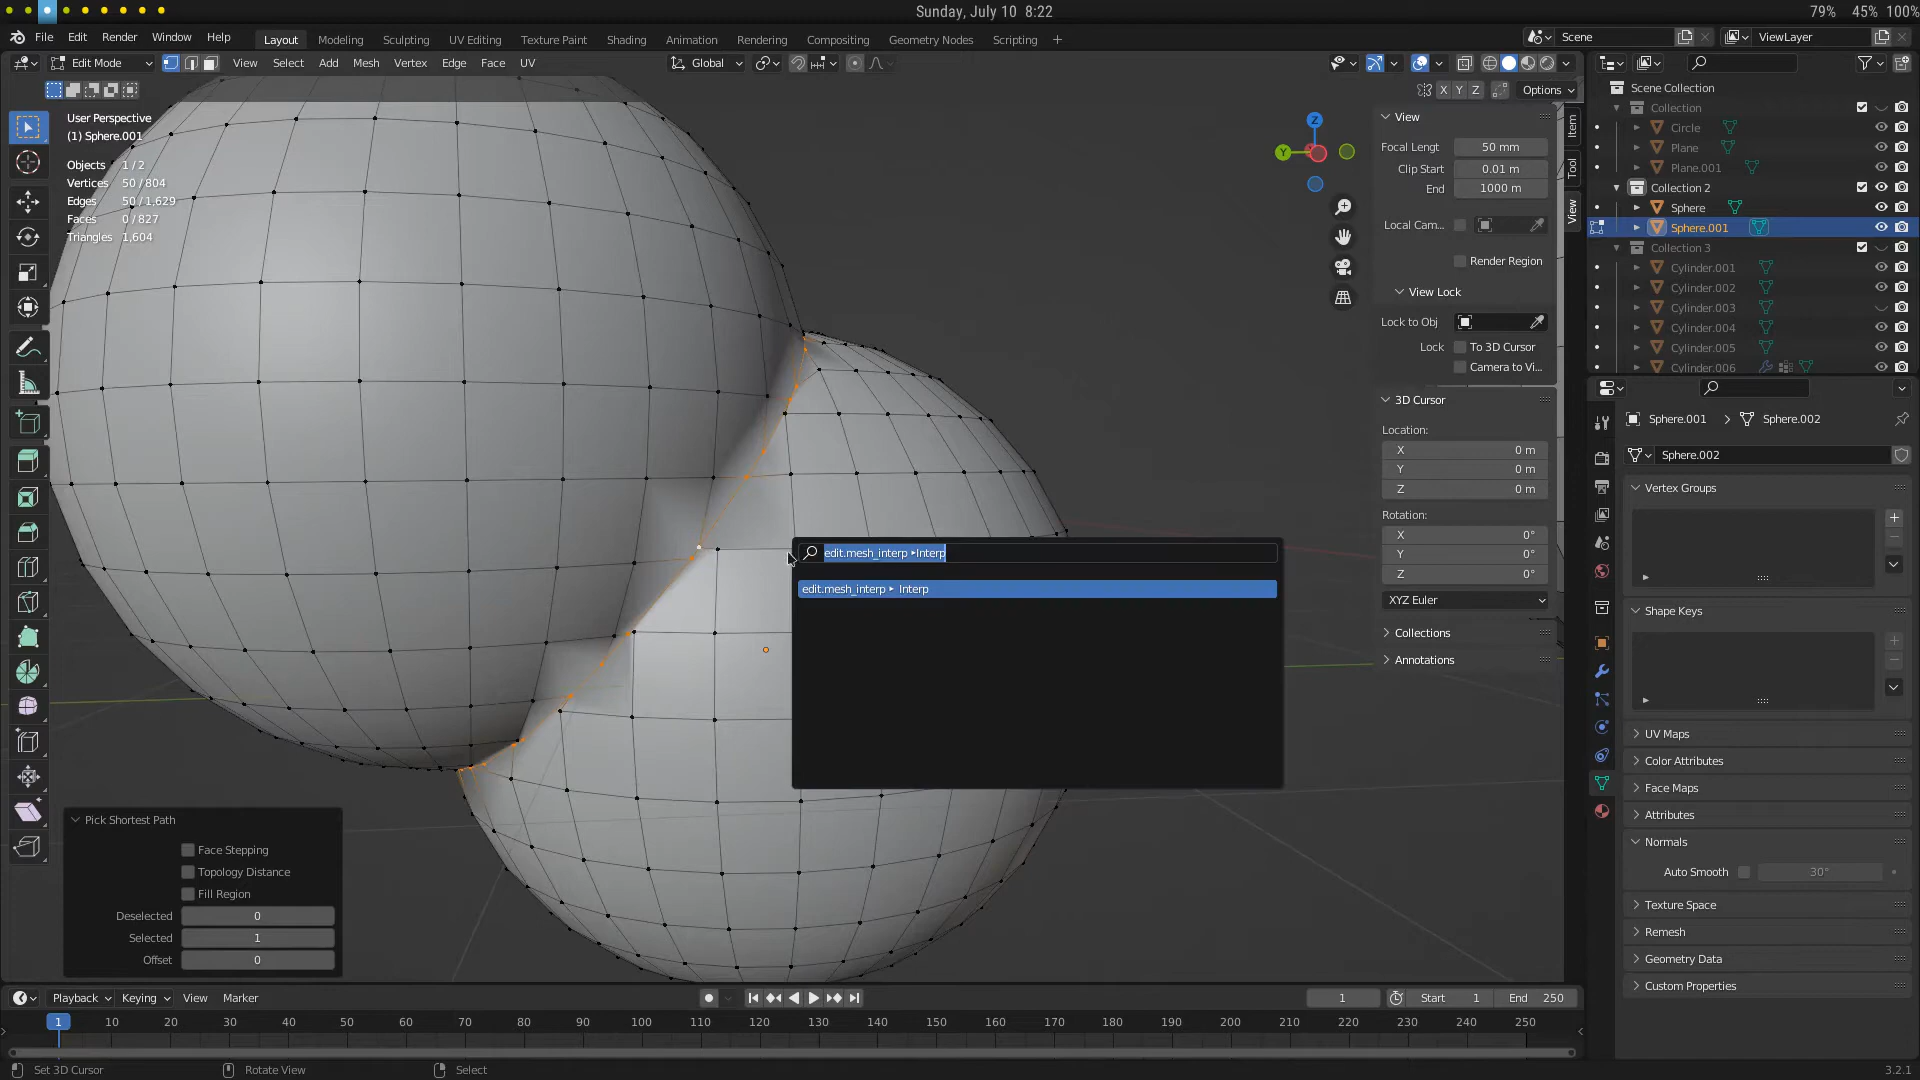 Sunday, July 10 8:22
79% 45% 100%
File Edit Render Window Help
Layout Modeling Sculpting UV Editing Texture Paint Shading Animation Rendering Compositing Geometry Nodes Scripting +
Scene
ViewLayer
Edit Mode
View Select Add Mesh Vertex Edge Face UV
Global
X Y Z
Options
User Perspective
(1) Sphere.001
Objects 1 / 2
Vertices 50 / 804
Edges 50 / 1,629
Faces 0 / 827
Triangles 1,604
Z
Y
View
Focal Lengt 50 mm
Clip Start 0.01 m
End 1000 m
Local Cam...
Render Region
View Lock
Lock to Obj
Lock To 3D Cursor
Camera to Vi...
3D Cursor
Location:
X 0 m
Y 0 m
Z 0 m
Rotation:
X 0°
Y 0°
Z 0°
XYZ Euler
Collections
Annotations
Item
Tool
View
edit.mesh_interp ▸Interp
edit.mesh_interp ▸ Interp
Pick Shortest Path
Face Stepping
Topology Distance
Fill Region
Deselected 0
Selected 1
Offset 0
Scene Collection
Collection
Circle
Plane
Plane.001
Collection 2
Sphere
Sphere.001
Collection 3
Cylinder.001
Cylinder.002
Cylinder.003
Cylinder.004
Cylinder.005
Cylinder.006
Sphere.001 Sphere.002
Sphere.002
Vertex Groups
Shape Keys
UV Maps
Color Attributes
Face Maps
Attributes
Normals
Auto Smooth 30°
Texture Space
Remesh
Geometry Data
Custom Properties
Playback Keying View Marker
1 Start 1 End 250
1 10 20 30 40 50 60 70 80 90 100 110 120 130 140 150 160 170 180 190 200 210 220 230 240 250
Set 3D Cursor Rotate View Select
3.2.1